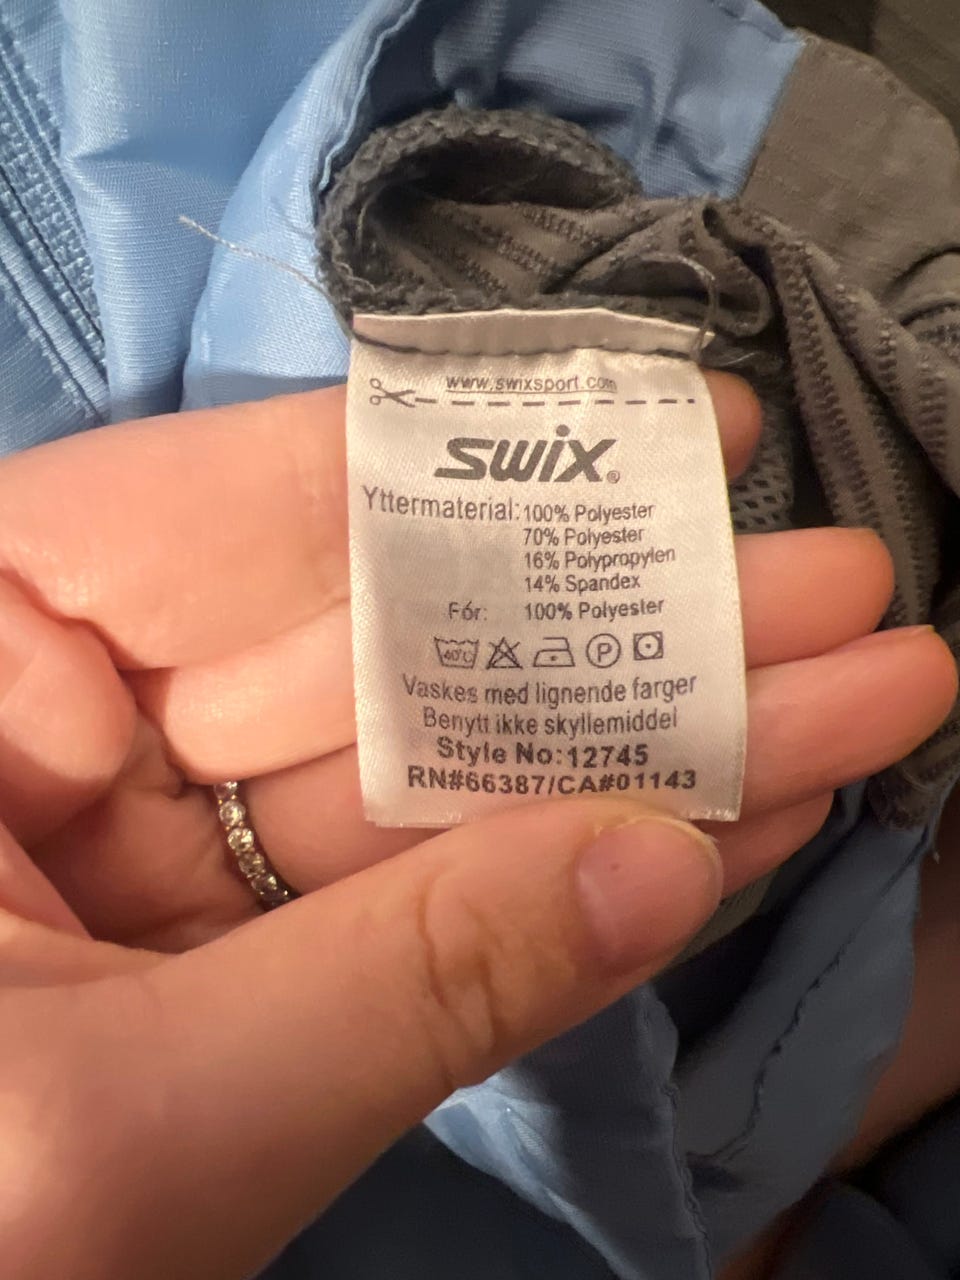 www.swixsport.com
swix®
Yttermaterial: 100% Polyester
70% Polyester
16% Polypropylen
14% Spandex
Fór: 100% Polyester
40°C P
Vaskes med lignende farger
Benytt ikke skyllemiddel
Style No:12745
RN#66387/CA#01143